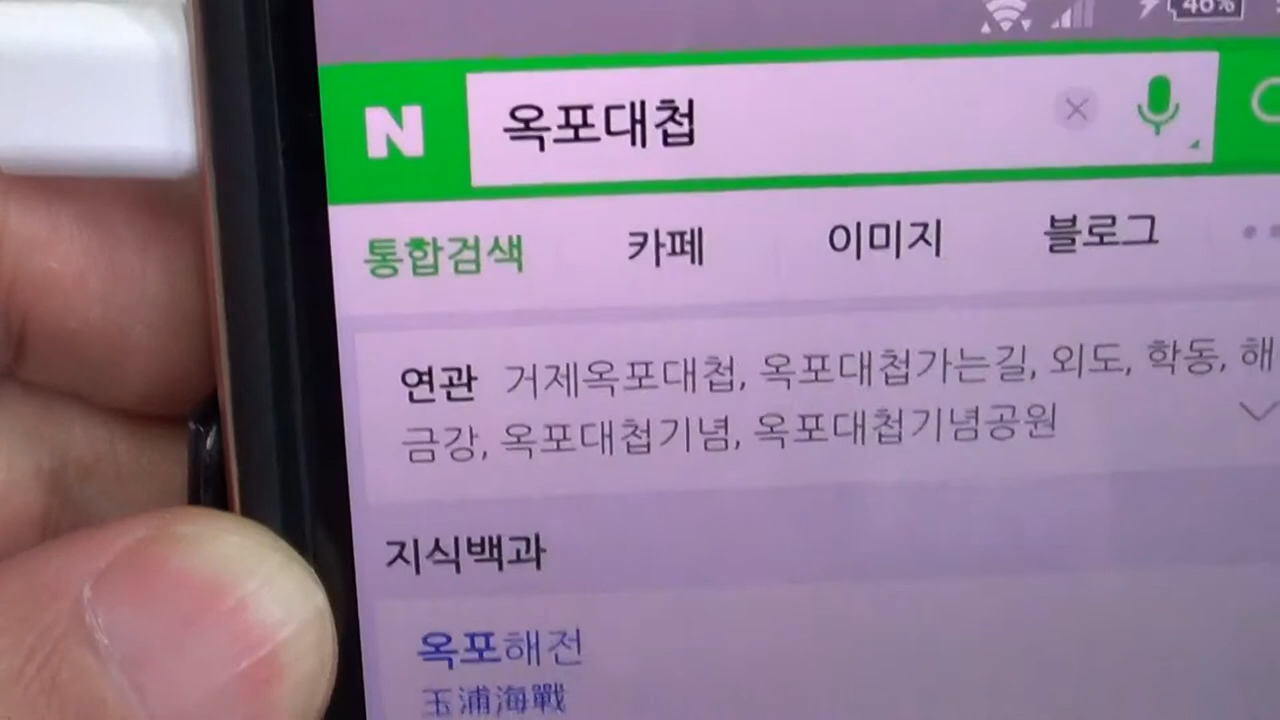 46%
N 옥포대첩
통합검색 카페 이미지 블로그
연관 거제옥포대첩, 옥포대첩가는길, 외도, 학동, 해
금강, 옥포대첩기념, 옥포대첩기념공원
지식백과
옥포해전
玉浦海戰